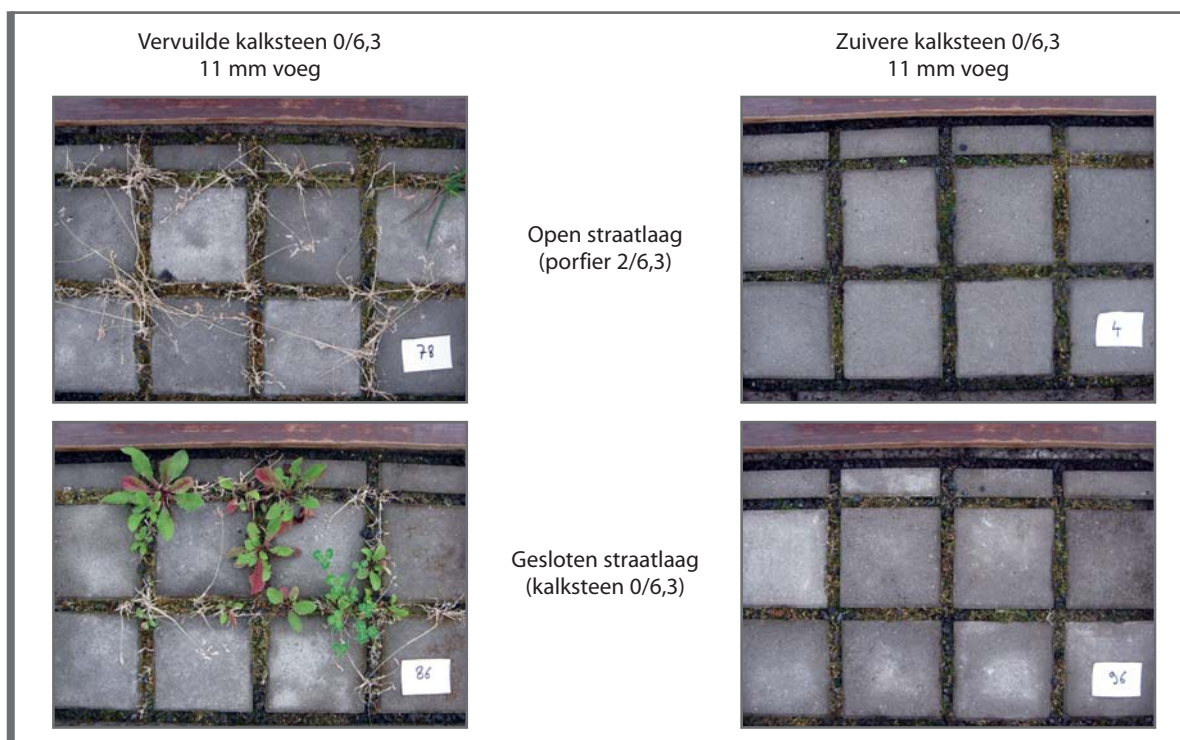 Vervuilde kalksteen 0/6,3
11 mm voeg
Zuivere kalksteen 0/6,3
11 mm voeg
78
Open straatlaag
(porfier 2/6,3)
4
86
Gesloten straatlaag
(kalksteen 0/6,3)
96